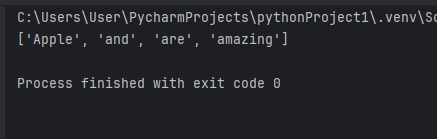 C:\Users\User\PycharmProjects\pythonProject1\.venv\Sc
['Apple', 'and', 'are', 'amazing']
Process finished with exit code 0